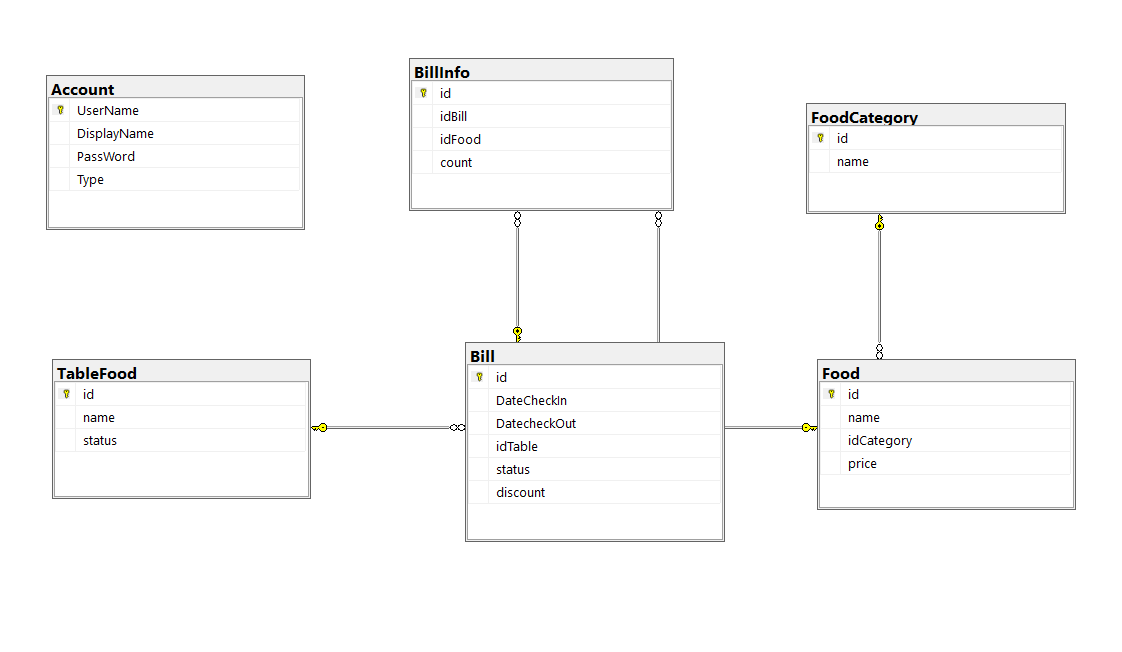 Account
UserName
DisplayName
PassWord
Type
BillInfo
id
idBill
idFood
count
FoodCategory
id
name
TableFood
id
name
status
Bill
id
DateCheckIn
DatecheckOut
idTable
status
discount
Food
id
name
idCategory
price